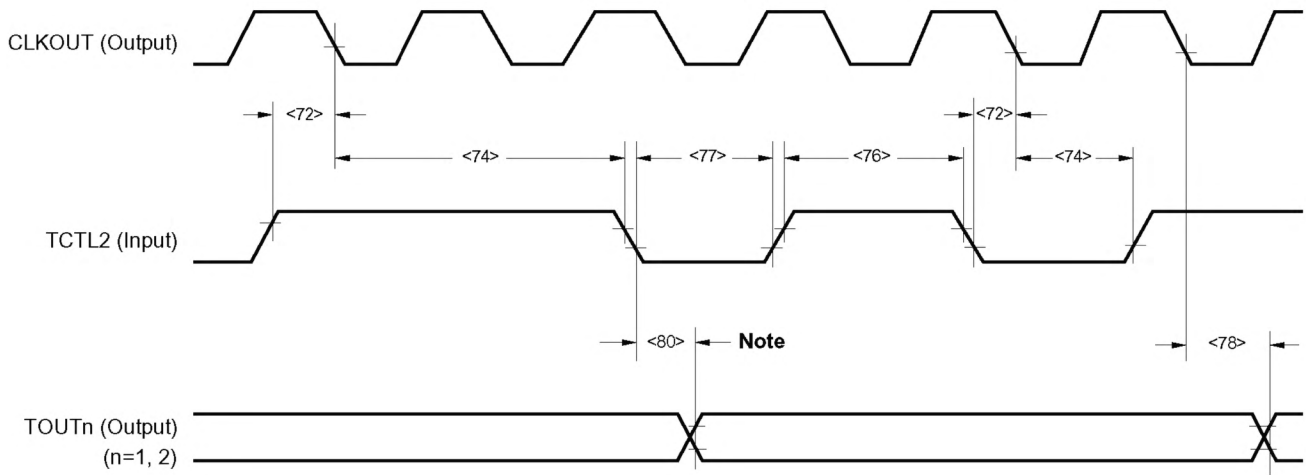 CLKOUT (Output)
<72>
<72>
<74>
<77>
<76>
<74>
TCTL2 (Input)
<80>
Note
<78>
TOUTn (Output)
(n=1, 2)